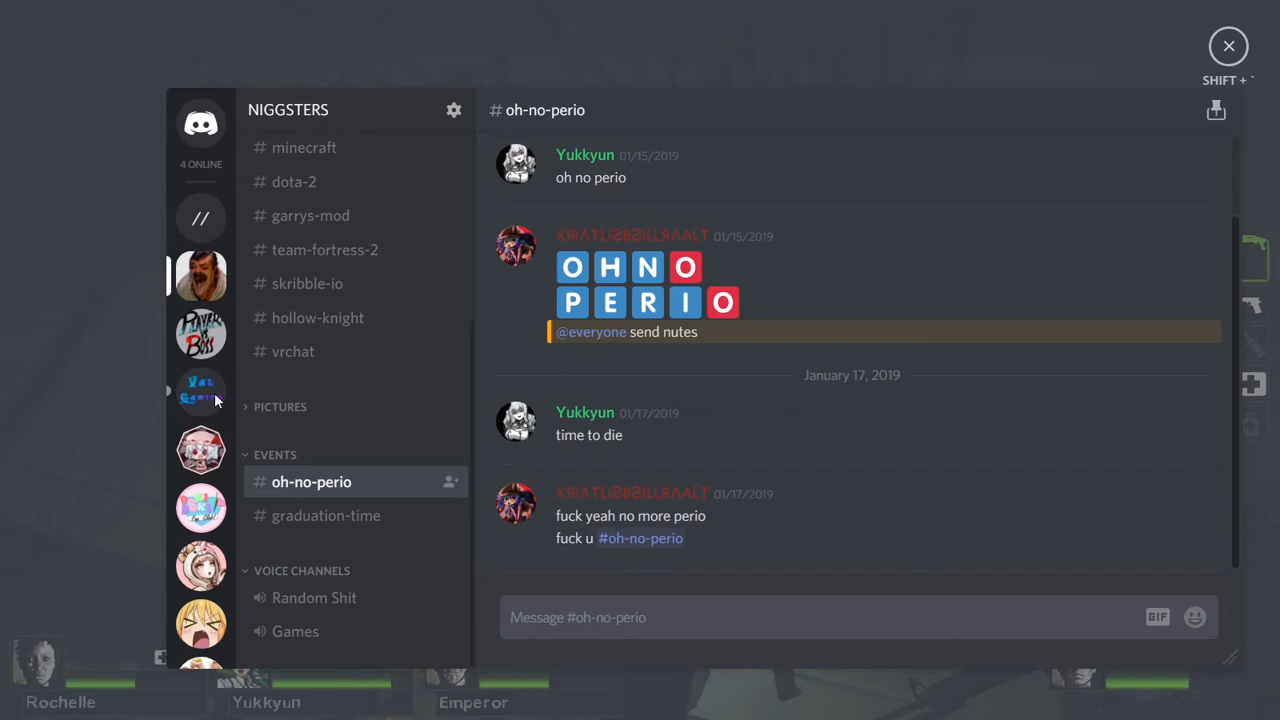 SHIFT + `
4 ONLINE
//
NIGGSTERS
# minecraft
# dota-2
# garrys-mod
# team-fortress-2
# skribble-io
# hollow-knight
# vrchat
PICTURES
EVENTS
# oh-no-perio
# graduation-time
VOICE CHANNELS
Random Shit
Games
# oh-no-perio
Yukkyun 01/15/2019
oh no perio
01/15/2019
O H N O
P E R I O
@everyone send nutes
January 17, 2019
Yukkyun 01/17/2019
time to die
01/17/2019
fuck yeah no more perio
fuck u #oh-no-perio
Message #oh-no-perio
GIF
Rochelle
Yukkyun
Emperor